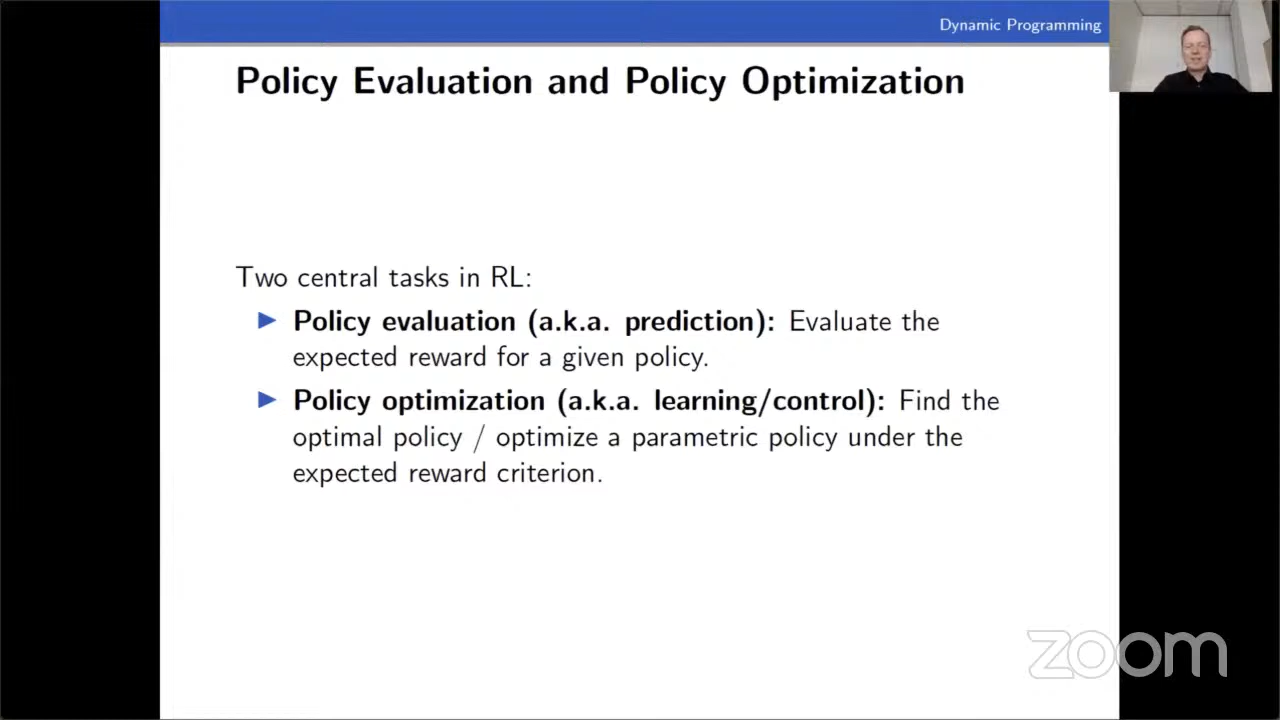 Dynamic Programming
Policy Evaluation and Policy Optimization
Two central tasks in RL:
Policy evaluation (a.k.a. prediction): Evaluate the
expected reward for a given policy.
Policy optimization (a.k.a. learning/control): Find the
optimal policy / optimize a parametric policy under the
expected reward criterion.
zoom